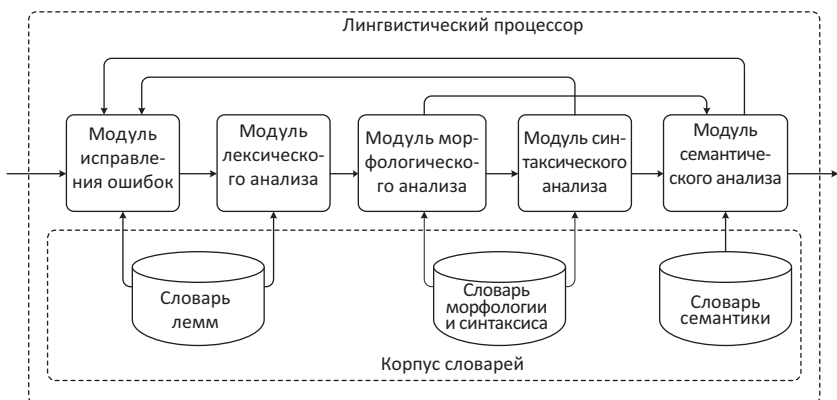 Лингвистический процессор
Модуль
исправле-
ния ошибок
Модуль
лексическо-
го анализа
Модуль мор-
фологическо-
го анализа
Модуль син-
таксического
анализа
Модуль
семантиче-
ского анализа
Словарь
лемм
Словарь
морфологии
и синтаксиса
Словарь
семантики
Корпус словарей